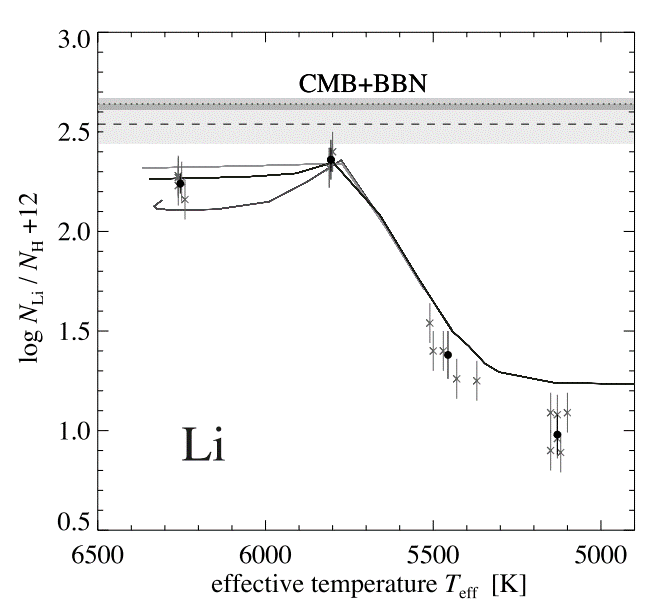 3.0
CMB+BBN
2.5
2.0
1.5
1.0
0.5
log N_Li / N_H +12
Li
6500 6000 5500 5000
effective temperature T_eff [K]